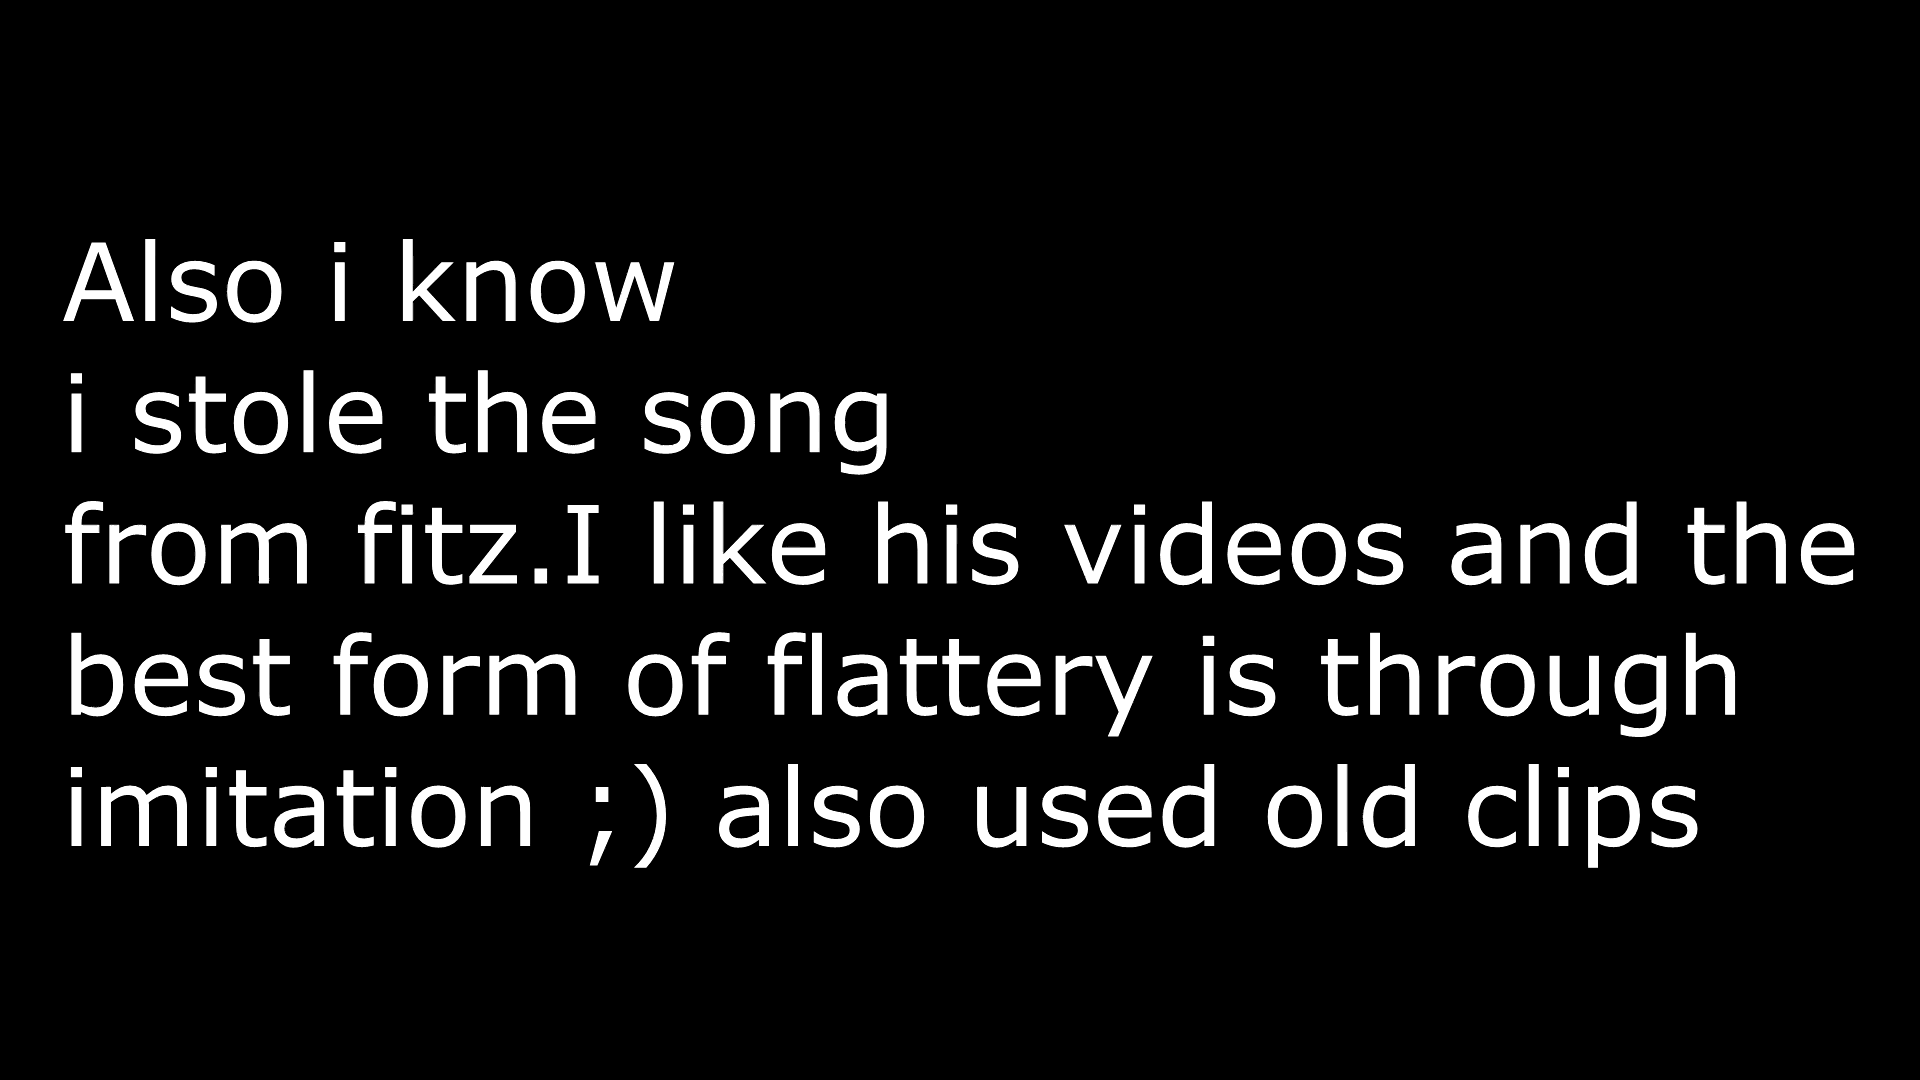 Also i know
i stole the song
from fitz.I like his videos and the
best form of flattery is through
imitation ;) also used old clips